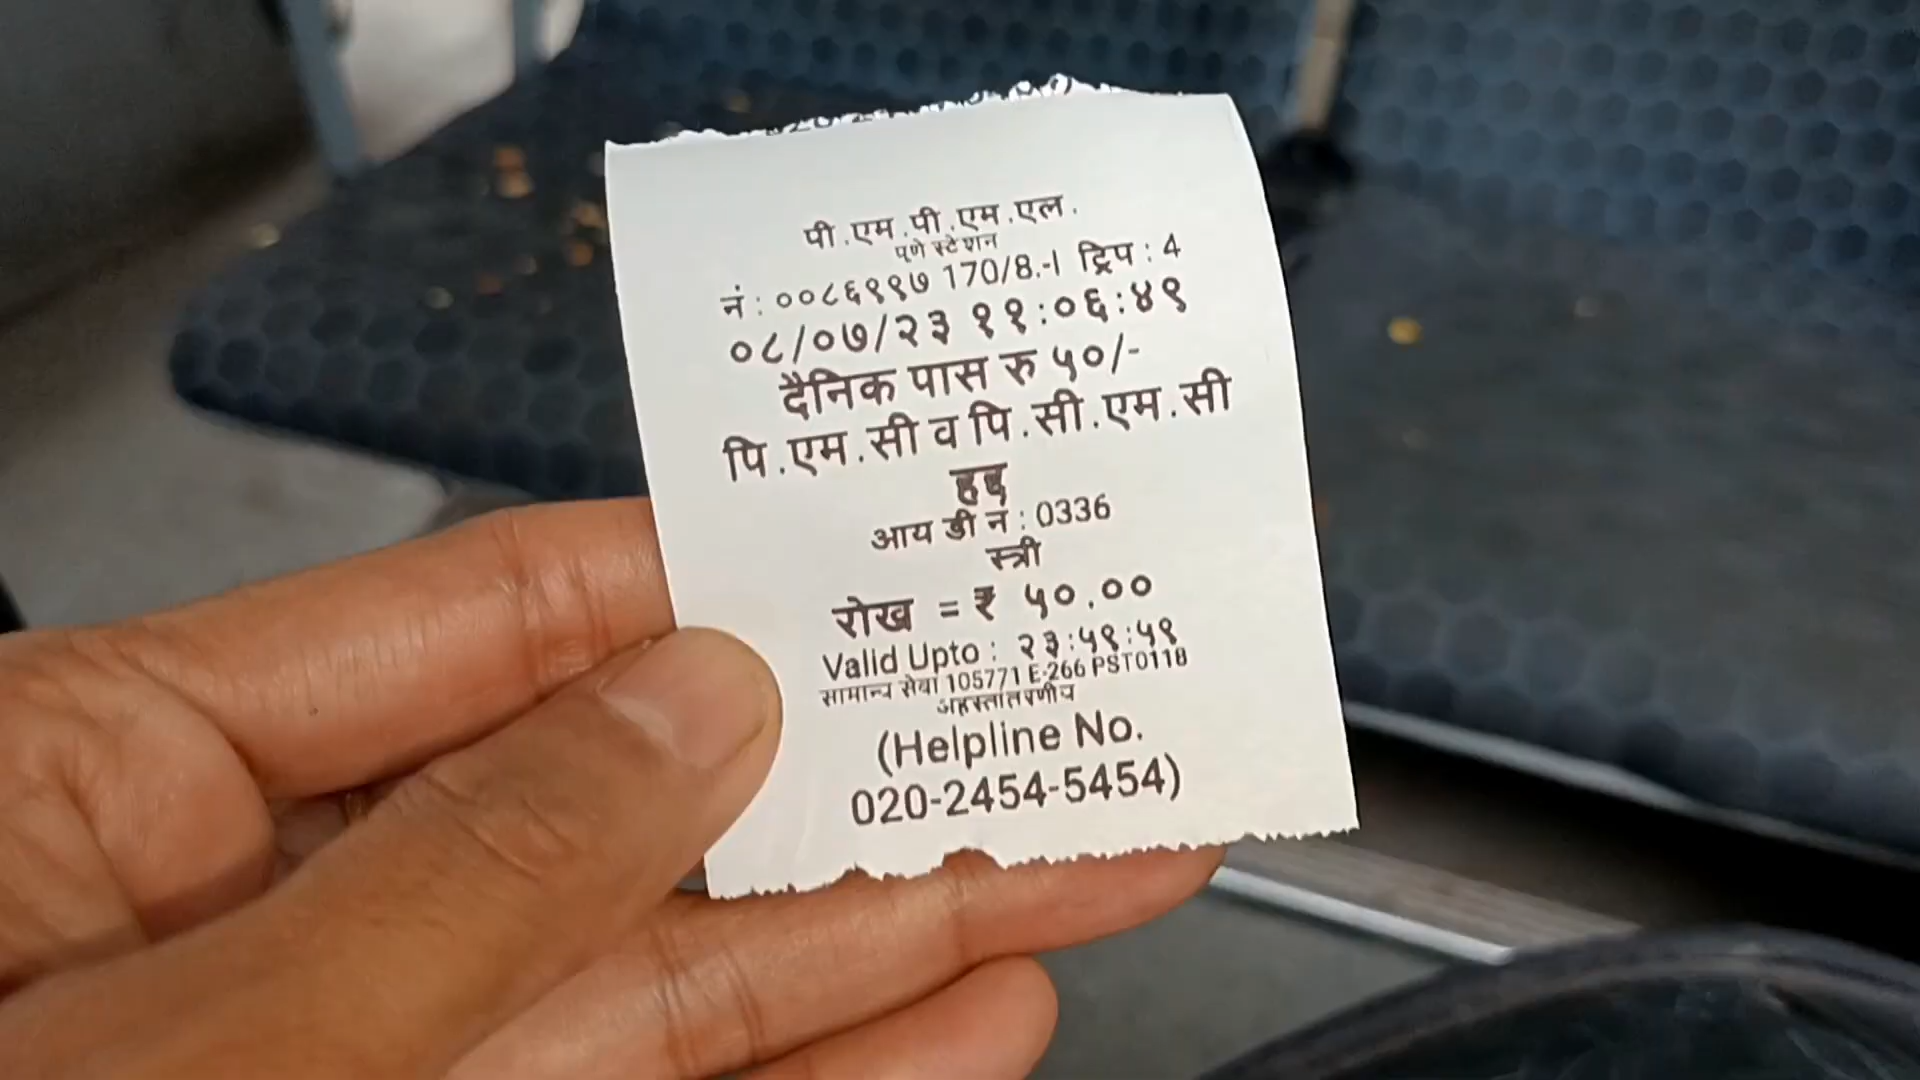 पी.एम.पी.एम.एल.
पूणे स्टेशन
नं: ००८६११७ 170/8.-I ट्रिप: 4
०८/०७/२३ ११:०६:४९
दैनिक पास रु ५०/-
पि.एम.सी व पि.सी.एम.सी
हद्द
आय डी नं: 0336
स्त्री
रोख = ₹ ५०.००
Valid Upto: २३:५९:५९
सामान्य सेवा 105771 E-266 PST0118
अहस्तांतरणीय
(Helpline No.
020-2454-5454)